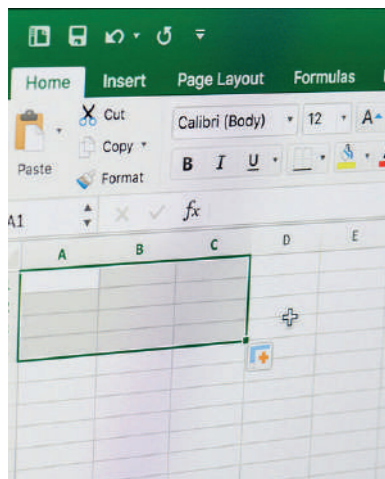 Home Insert Page Layout Formulas
Cut
Calibri (Body) 12 A
Copy
Paste
B I U
Format
A1 fx
A B C D E